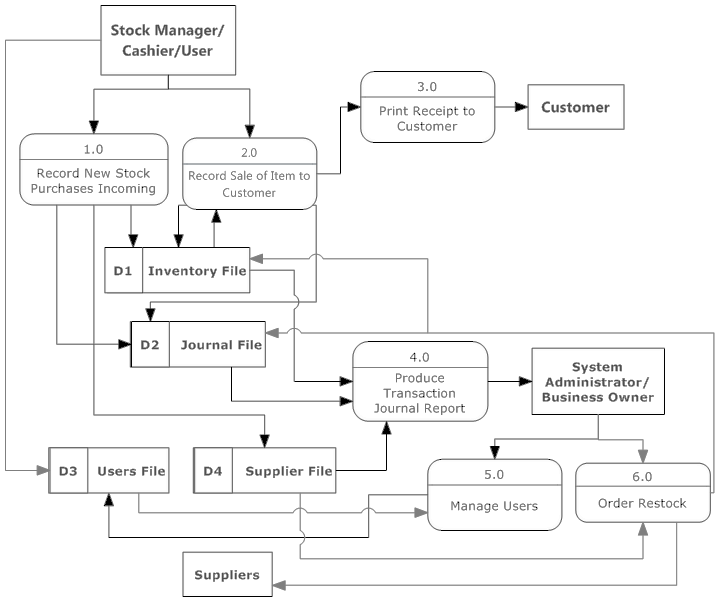 Stock Manager/
Cashier/User
3.0
Print Receipt to
Customer
Customer
1.0
Record New Stock
Purchases Incoming
2.0
Record Sale of Item to
Customer
D1
Inventory File
D2
Journal File
4.0
Produce
Transaction
Journal Report
System
Administrator/
Business Owner
D3
Users File
D4
Supplier File
5.0
Manage Users
6.0
Order Restock
Suppliers